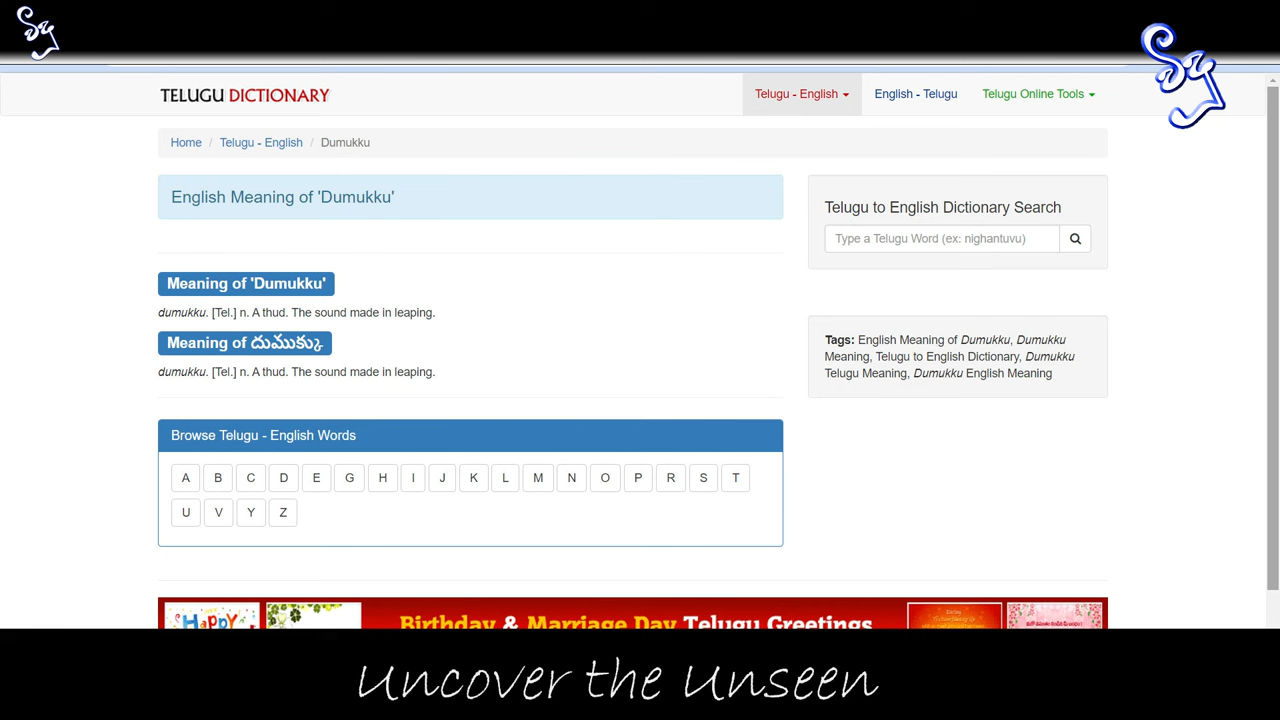 TELUGU DICTIONARY
Telugu - English
English - Telugu
Telugu Online Tools
Home / Telugu - English / Dumukku
English Meaning of 'Dumukku'
Meaning of 'Dumukku'
dumukku. [Tel.] n. A thud. The sound made in leaping.
Meaning of దుముక్కు
dumukku. [Tel.] n. A thud. The sound made in leaping.
Browse Telugu - English Words
A B C D E G H I J K L M N O P R S T
U V Y Z
Telugu to English Dictionary Search
Type a Telugu Word (ex: nighantuvu)
Tags: English Meaning of Dumukku, Dumukku
Meaning, Telugu to English Dictionary, Dumukku
Telugu Meaning, Dumukku English Meaning
HAPPY
Birthday & Marriage Day Telugu Greetings
Uncover the Unseen